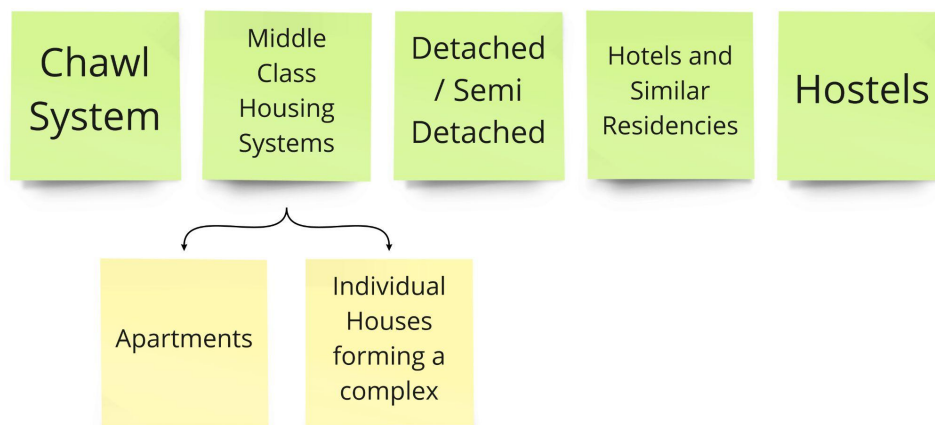 Chawl
System
Middle
Class
Housing
Systems
Detached
/ Semi
Detached
Hotels and
Similar
Residencies
Hostels
Apartments
Individual
Houses
forming a
complex